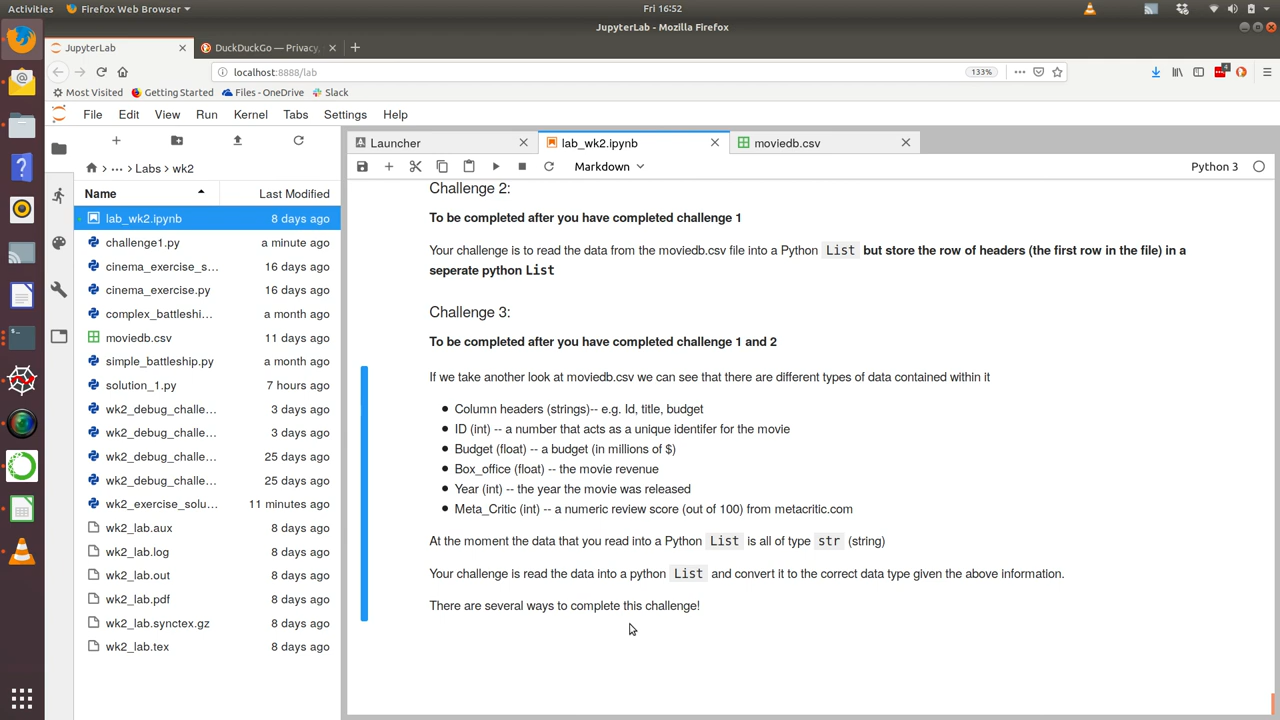 Activities
Firefox Web Browser
Fri 16:52
JupyterLab - Mozilla Firefox
JupyterLab
DuckDuckGo — Privacy,
localhost:8888/lab
133%
4
Most Visited
Getting Started
Files - OneDrive
Slack
File Edit View Run Kernel Tabs Settings Help
Launcher
lab_wk2.ipynb
moviedb.csv
Markdown
Python 3
... Labs wk2
Name Last Modified
lab_wk2.ipynb 8 days ago
challenge1.py a minute ago
cinema_exercise_s... 16 days ago
cinema_exercise.py 16 days ago
complex_battleshi... a month ago
moviedb.csv 11 days ago
simple_battleship.py a month ago
solution_1.py 7 hours ago
wk2_debug_challe... 3 days ago
wk2_debug_challe... 3 days ago
wk2_debug_challe... 25 days ago
wk2_debug_challe... 25 days ago
wk2_exercise_solu... 11 minutes ago
wk2_lab.aux 8 days ago
wk2_lab.log 8 days ago
wk2_lab.out 8 days ago
wk2_lab.pdf 8 days ago
wk2_lab.synctex.gz 8 days ago
wk2_lab.tex 8 days ago
Challenge 2:
To be completed after you have completed challenge 1
Your challenge is to read the data from the moviedb.csv file into a Python List but store the row of headers (the first row in the file) in a
seperate python List
Challenge 3:
To be completed after you have completed challenge 1 and 2
If we take another look at moviedb.csv we can see that there are different types of data contained within it
Column headers (strings)-- e.g. Id, title, budget
ID (int) -- a number that acts as a unique identifer for the movie
Budget (float) -- a budget (in millions of $)
Box_office (float) -- the movie revenue
Year (int) -- the year the movie was released
Meta_Critic (int) -- a numeric review score (out of 100) from metacritic.com
At the moment the data that you read into a Python List is all of type str (string)
Your challenge is read the data into a python List and convert it to the correct data type given the above information.
There are several ways to complete this challenge!